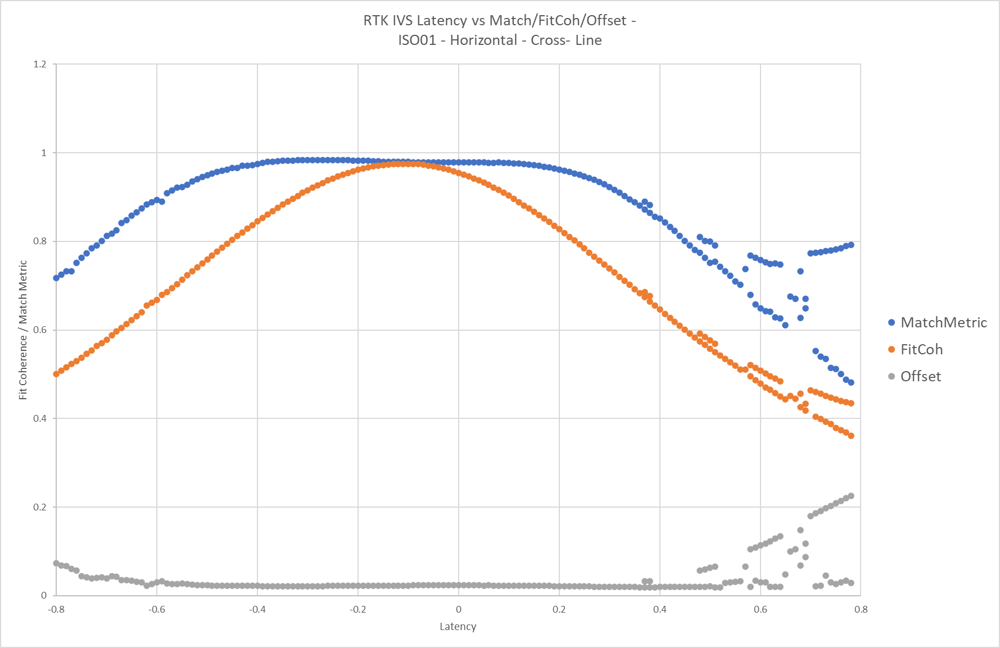 RTK IVS Latency vs Match/FitCoh/Offset -
ISO01 - Horizontal - Cross- Line
1.2
1
0.8
0.6
0.4
0.2
0
Fit Coherence / Match Metric
-0.8
-0.6
-0.4
-0.2
0
0.2
0.4
0.6
0.8
Latency
MatchMetric
FitCoh
Offset